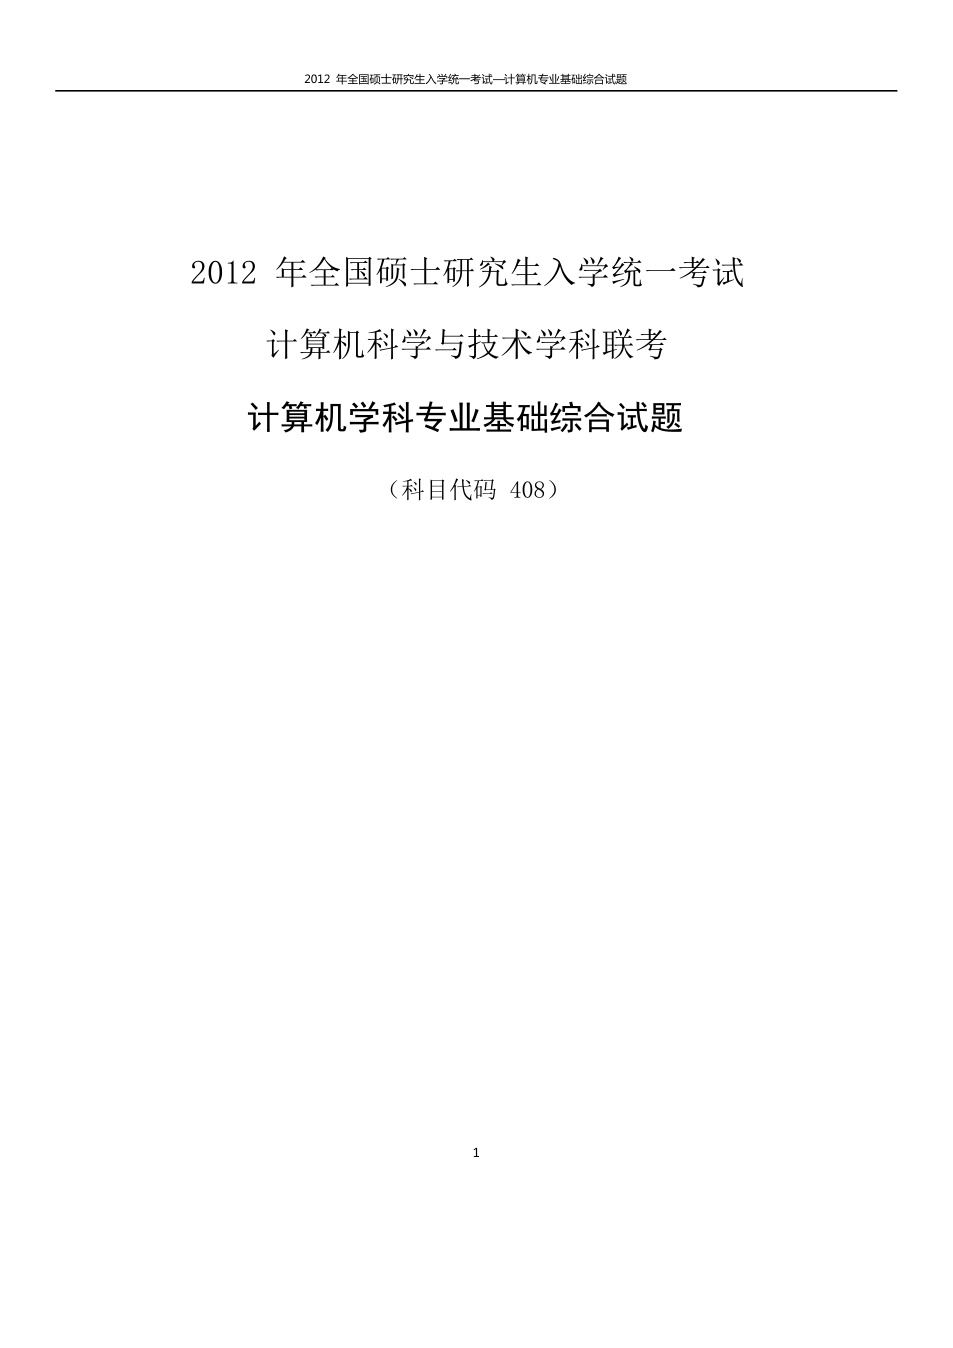 2012 年全国硕士研究生入学统一考试—计算机专业基础综合试题
2012 年全国硕士研究生入学统一考试
计算机科学与技术学科联考
计算机学科专业基础综合试题
（科目代码 408）
1